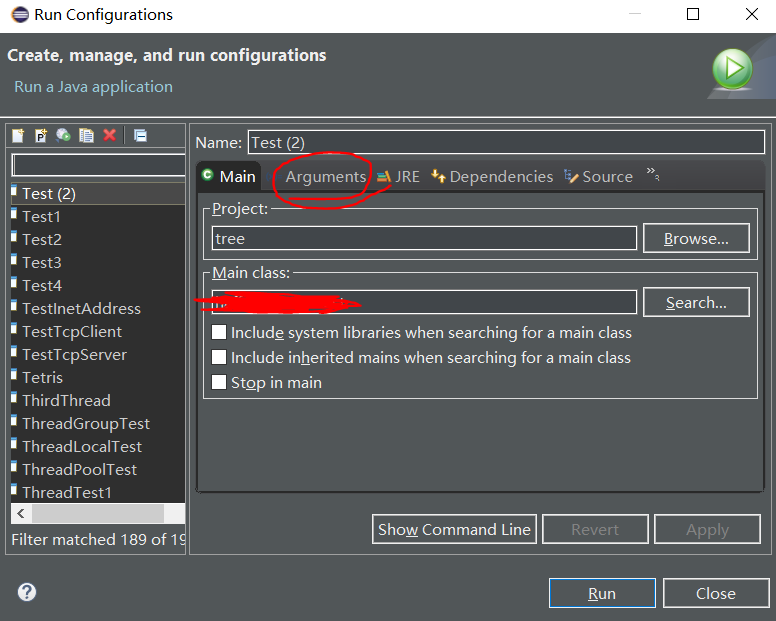 Run Configurations
Create, manage, and run configurations
Run a Java application
Name: Test (2)
Test (2)
Test1
Test2
Test3
Test4
TestInetAddress
TestTcpClient
TestTcpServer
Tetris
ThirdThread
ThreadGroupTest
ThreadLocalTest
ThreadPoolTest
ThreadTest1
Filter matched 189 of 19
Main Arguments JRE Dependencies Source
Project:
tree Browse...
Main class:
Search...
Include system libraries when searching for a main class
Include inherited mains when searching for a main class
Stop in main
Show Command Line Revert Apply
Run Close